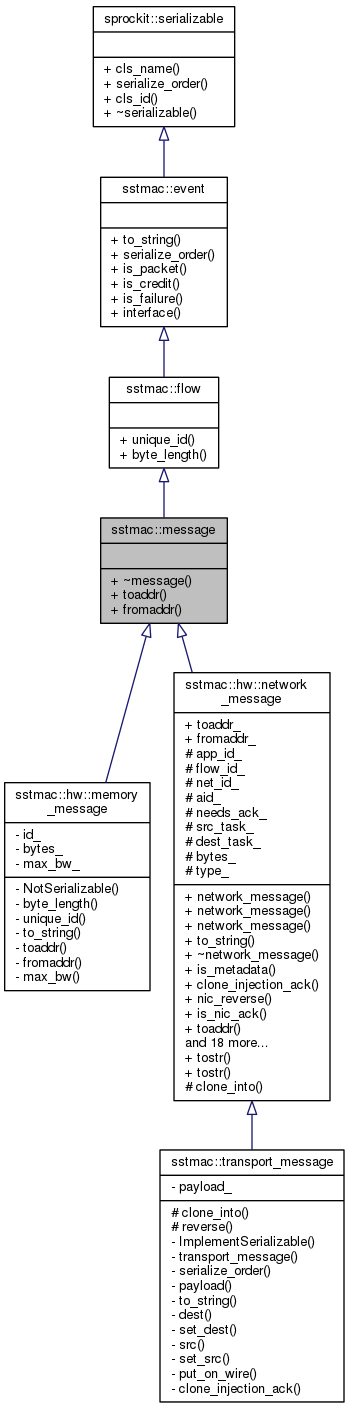 sprockit::serializable
+ cls_name()
+ serialize_order()
+ cls_id()
+ ~serializable()
sstmac::event
+ to_string()
+ serialize_order()
+ is_packet()
+ is_credit()
+ is_failure()
+ interface()
sstmac::flow
+ unique_id()
+ byte_length()
sstmac::message
+ ~message()
+ toaddr()
+ fromaddr()
sstmac::hw::memory
_message
- id_
- bytes_
- max_bw_
- NotSerializable()
- byte_length()
- unique_id()
- to_string()
- toaddr()
- fromaddr()
- max_bw()
sstmac::hw::network
_message
+ toaddr_
+ fromaddr_
# app_id_
# flow_id_
# net_id_
# aid_
# needs_ack_
# src_task_
# dest_task_
# bytes_
# type_
+ network_message()
+ network_message()
+ network_message()
+ to_string()
+ ~network_message()
+ is_metadata()
+ clone_injection_ack()
+ nic_reverse()
+ is_nic_ack()
+ toaddr()
and 18 more...
+ tostr()
+ tostr()
# clone_into()
sstmac::transport_message
- payload_
# clone_into()
# reverse()
- ImplementSerializable()
- transport_message()
- serialize_order()
- payload()
- to_string()
- dest()
- set_dest()
- src()
- set_src()
- put_on_wire()
- clone_injection_ack()